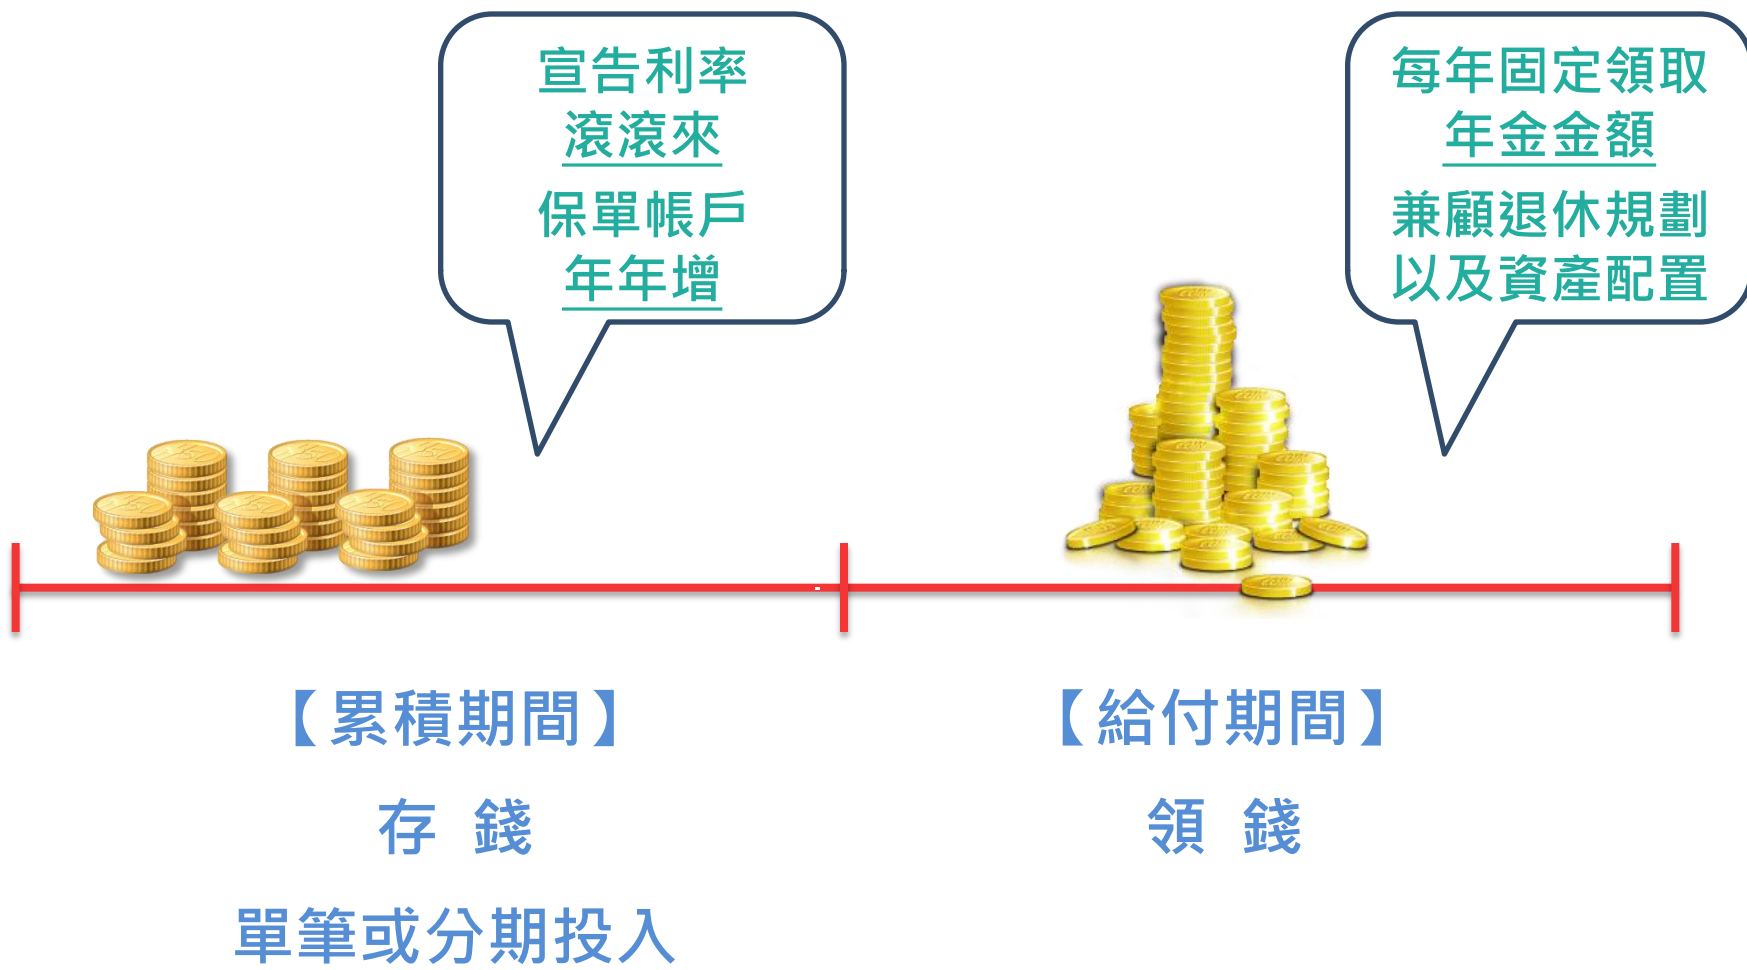 宣告利率
滾滾來
保單帳戶
年年增
每年固定領取
年金金額
兼顧退休規劃
以及資產配置
【累積期間】
存 錢
單筆或分期投入
【給付期間】
領 錢